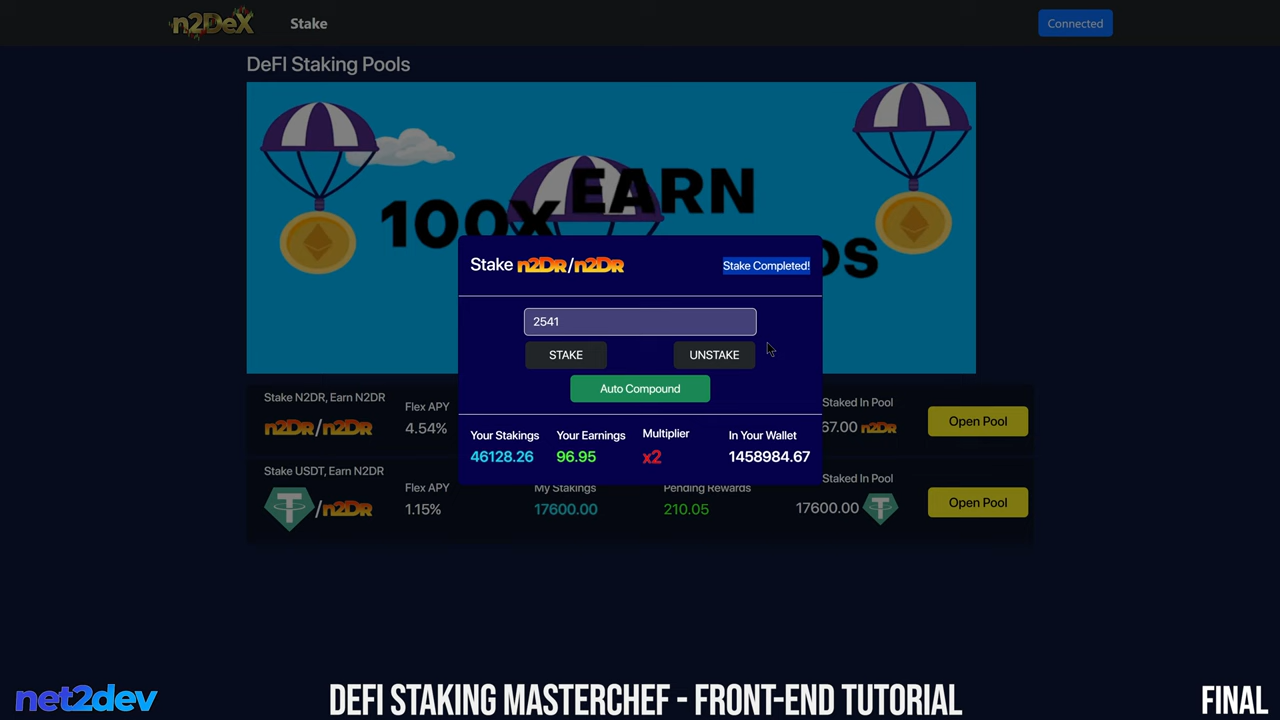 n2DeX
Stake
Connected
DeFI Staking Pools
100X
EARN
DS
Stake n2DR/n2DR
Stake Completed!
2541
STAKE
UNSTAKE
Auto Compound
Your Stakings
Your Earnings
Multiplier
In Your Wallet
46128.26
96.95
x2
1458984.67
Stake N2DR, Earn N2DR
n2DR/n2DR
Flex APY
4.54%
Staked In Pool
67.00 n2DR
Open Pool
Stake USDT, Earn N2DR
/n2DR
Flex APY
1.15%
My Stakings
17600.00
Pending Rewards
210.05
Staked In Pool
17600.00
Open Pool
net2dev
DEFI STAKING MASTERCHEF - FRONT-END TUTORIAL
FINAL